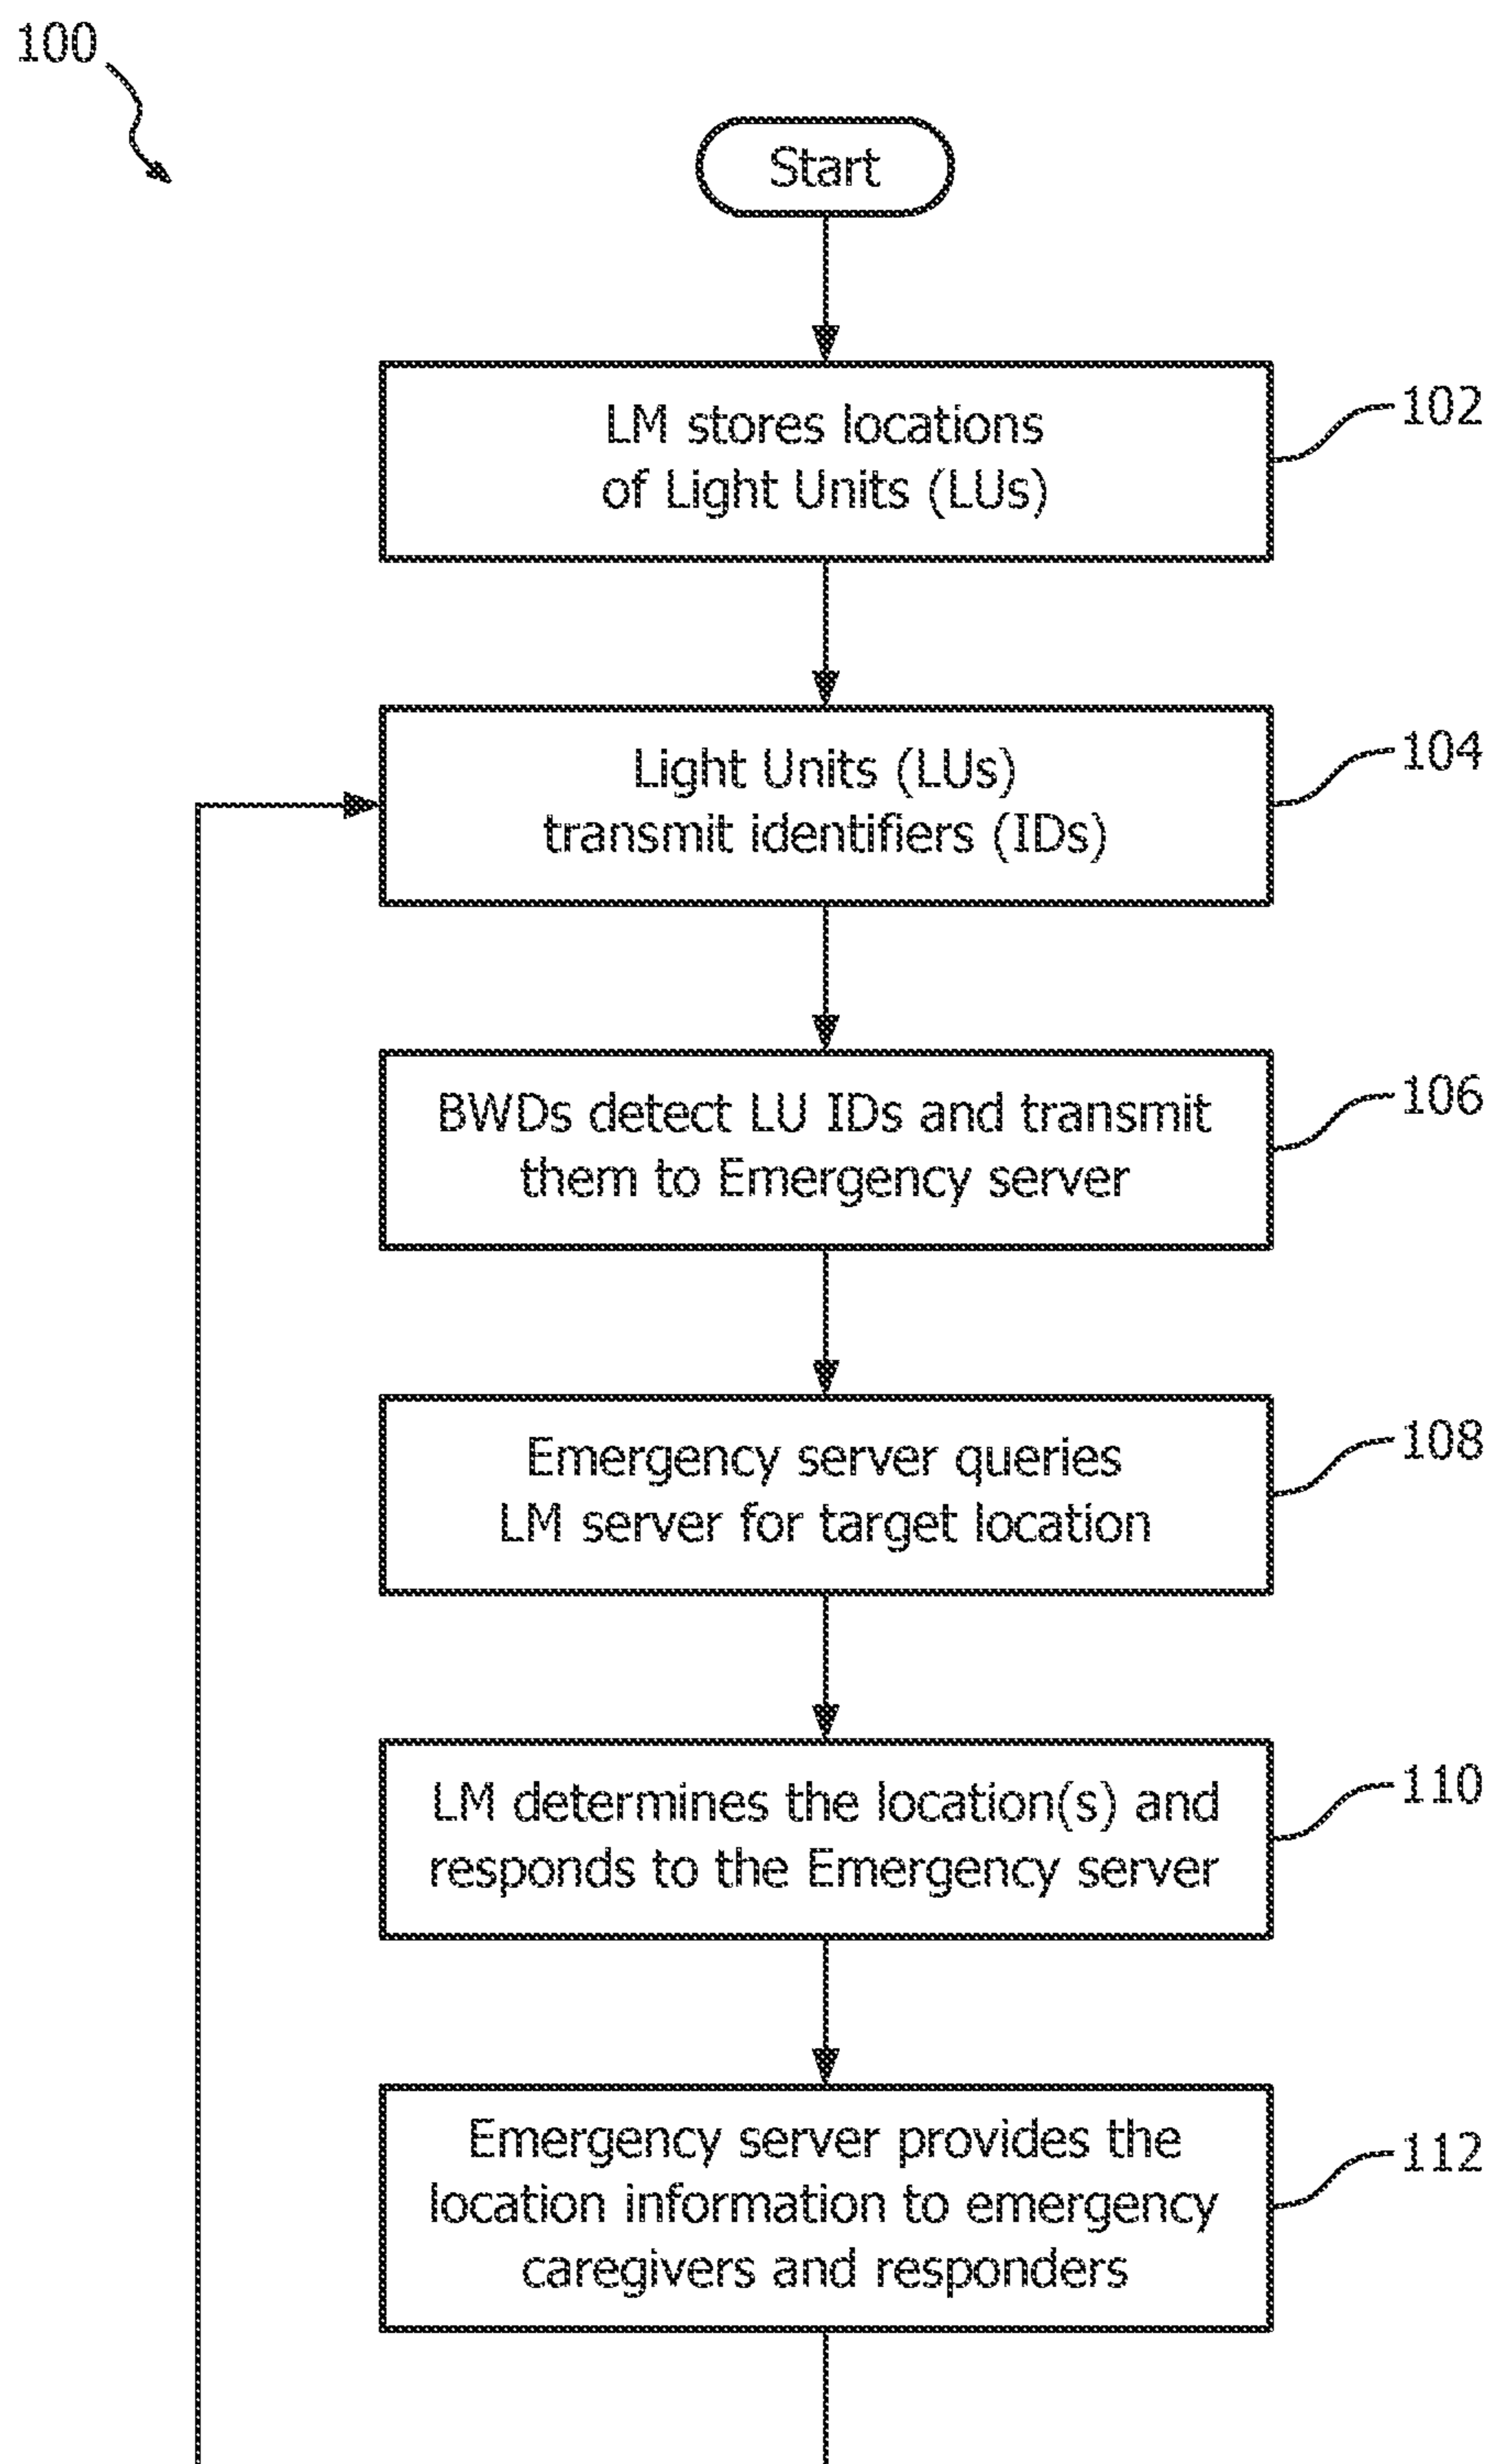 100
Start
LM stores locations
of Light Units (LUs)
102
Light Units (LUs)
transmit identifiers (IDs)
104
BWDs detect LU IDs and transmit
them to Emergency server
106
Emergency server queries
LM server for target location
108
LM determines the location(s) and
responds to the Emergency server
110
Emergency server provides the
location information to emergency
caregivers and responders
112